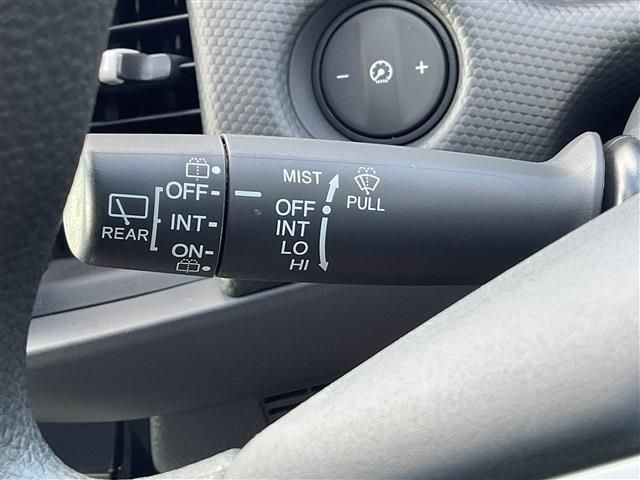 − +
OFF
INT
ON
REAR
MIST
OFF
INT
LO
HI
PULL